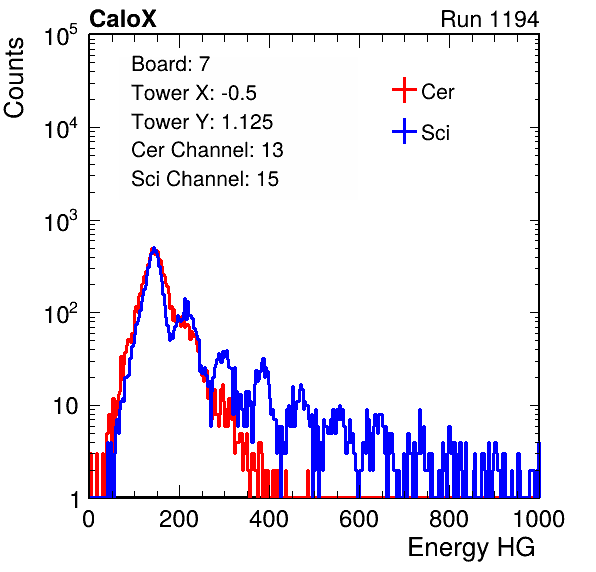 CaloX Run 1194
Counts
10^5
10^4
10^3
10^2
10
1
Board: 7
Tower X: -0.5
Tower Y: 1.125
Cer Channel: 13
Sci Channel: 15
Cer
Sci
0 200 400 600 800 1000
Energy HG